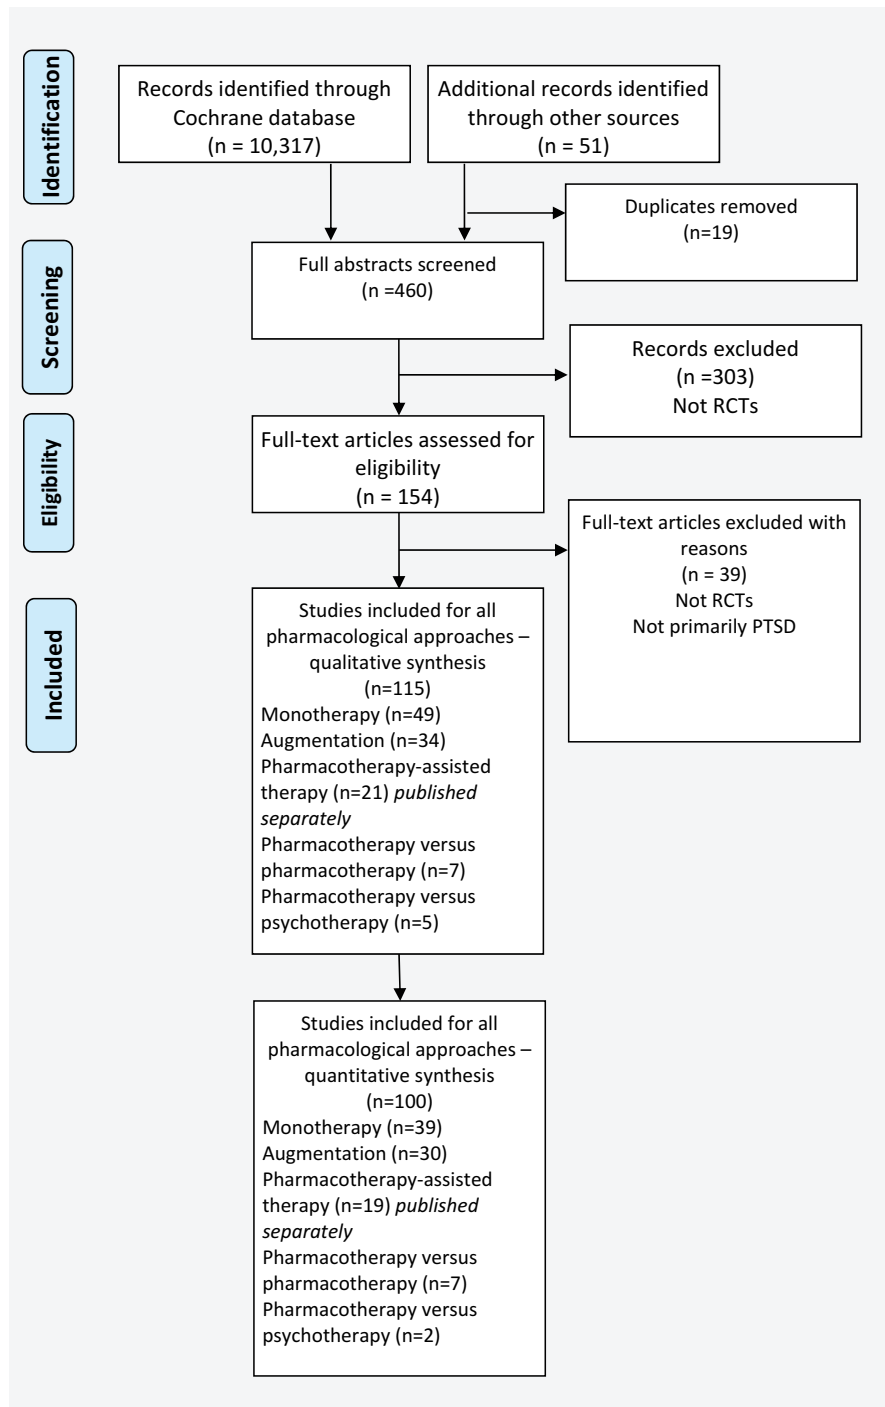 Identification
Records identified through
Cochrane database
(n = 10,317)
Additional records identified
through other sources
(n = 51)
Duplicates removed
(n=19)
Screening
Full abstracts screened
(n =460)
Records excluded
(n =303)
Not RCTs
Eligibility
Full-text articles assessed for
eligibility
(n = 154)
Full-text articles excluded with
reasons
(n = 39)
Not RCTs
Not primarily PTSD
Included
Studies included for all
pharmacological approaches –
qualitative synthesis
(n=115)
Monotherapy (n=49)
Augmentation (n=34)
Pharmacotherapy-assisted
therapy (n=21) published
separately
Pharmacotherapy versus
pharmacotherapy (n=7)
Pharmacotherapy versus
psychotherapy (n=5)
Studies included for all
pharmacological approaches –
quantitative synthesis
(n=100)
Monotherapy (n=39)
Augmentation (n=30)
Pharmacotherapy-assisted
therapy (n=19) published
separately
Pharmacotherapy versus
pharmacotherapy (n=7)
Pharmacotherapy versus
psychotherapy (n=2)